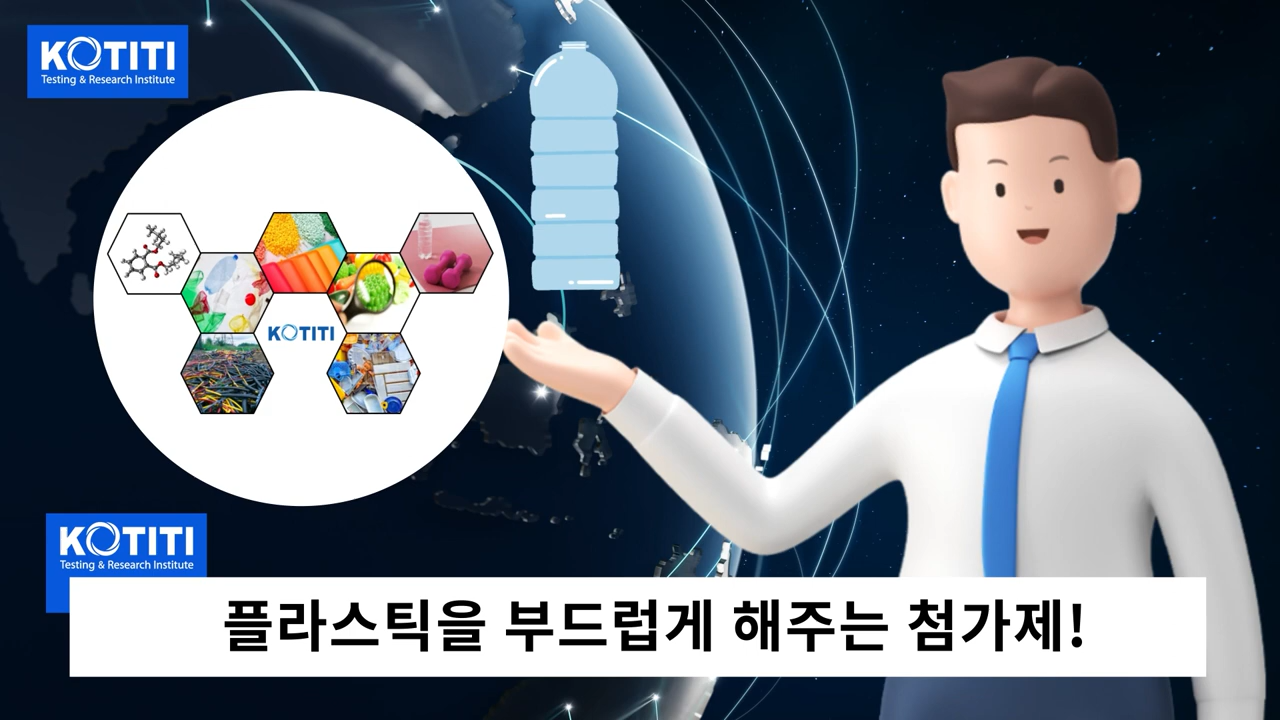 KOTITI
Testing & Research Institute
KOTITI
KOTITI
Testing & Research Institute
플라스틱을 부드럽게 해주는 첨가제!